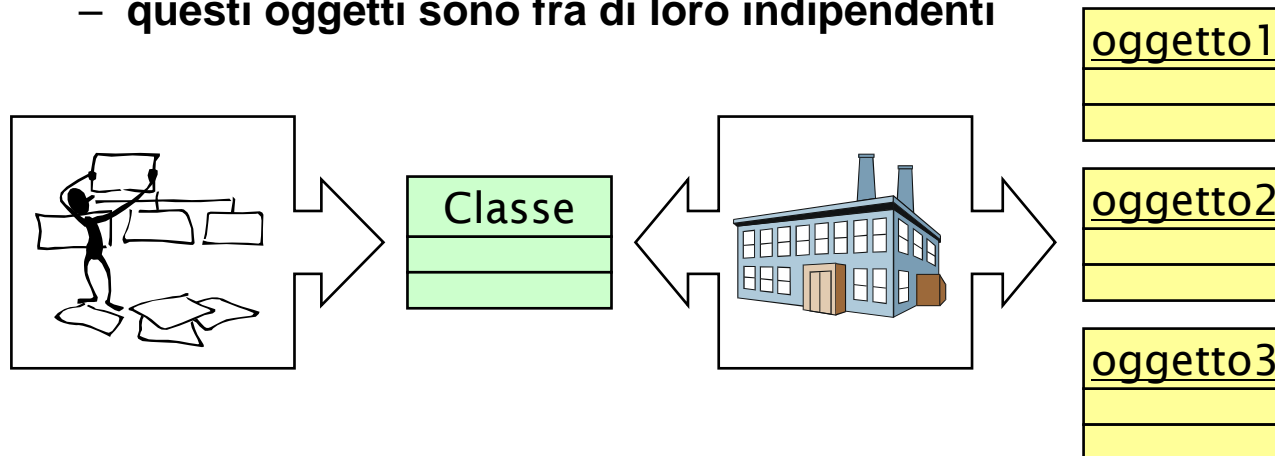 – questi oggetti sono fra di loro indipendenti
oggetto1
Classe
oggetto2
oggetto3